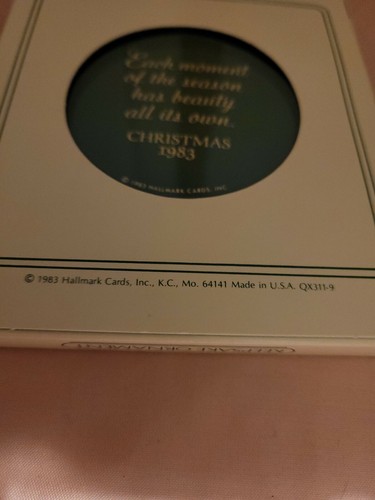 Each moment
of the season
has beauty
all its own.
CHRISTMAS
1983
© 1983 HALLMARK CARDS, INC.
© 1983 Hallmark Cards, Inc., K.C., Mo. 64141 Made in U.S.A. QX311-9